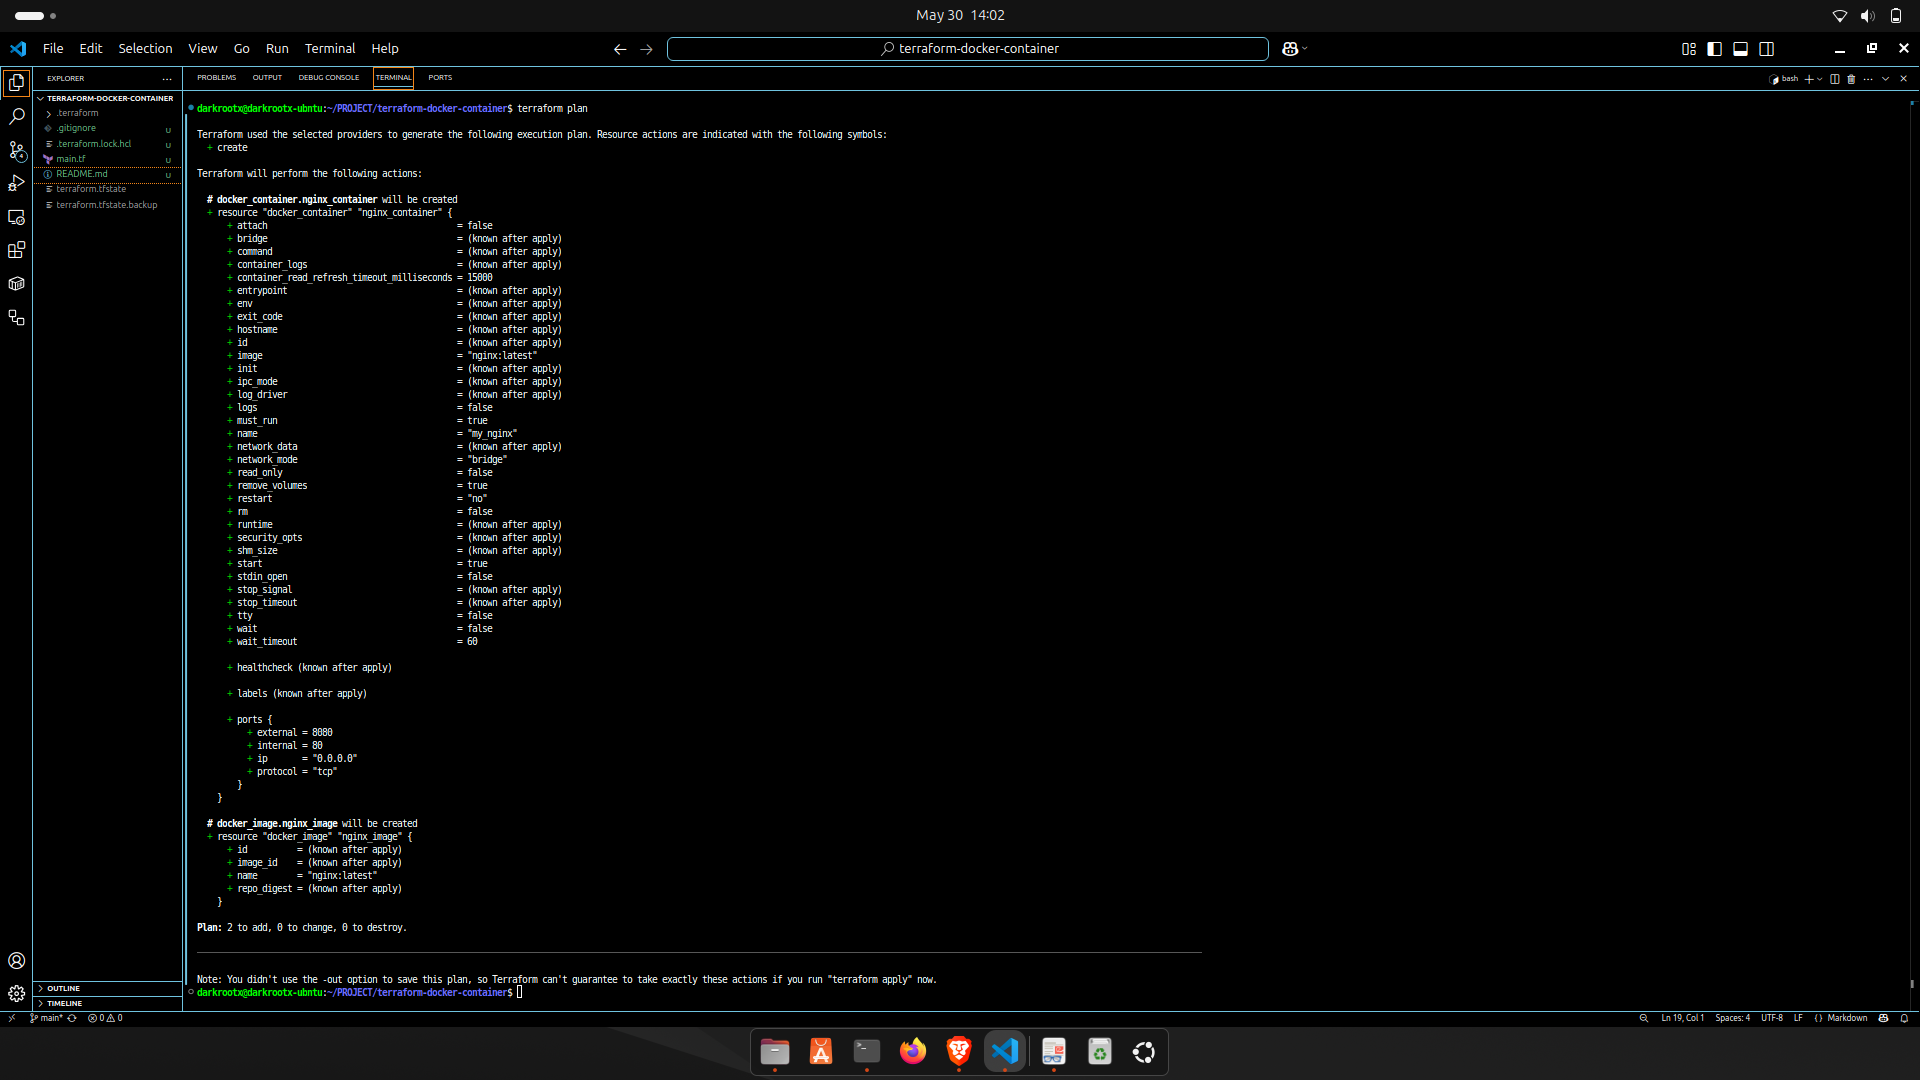 May 30 14:02
File Edit Selection View Go Run Terminal Help
terraform-docker-container
EXPLORER
PROBLEMS OUTPUT DEBUG CONSOLE TERMINAL PORTS
bash
TERRAFORM-DOCKER-CONTAINER
.terraform
.gitignore U
.terraform.lock.hcl U
main.tf U
README.md U
terraform.tfstate
terraform.tfstate.backup
OUTLINE
TIMELINE
darkrootx@darkrootx-ubntu:~/PROJECT/terraform-docker-container$ terraform plan
Terraform used the selected providers to generate the following execution plan. Resource actions are indicated with the following symbols:
+ create
Terraform will perform the following actions:
# docker_container.nginx_container will be created
+ resource "docker_container" "nginx_container" {
+ attach = false
+ bridge = (known after apply)
+ command = (known after apply)
+ container_logs = (known after apply)
+ container_read_refresh_timeout_milliseconds = 15000
+ entrypoint = (known after apply)
+ env = (known after apply)
+ exit_code = (known after apply)
+ hostname = (known after apply)
+ id = (known after apply)
+ image = "nginx:latest"
+ init = (known after apply)
+ ipc_mode = (known after apply)
+ log_driver = (known after apply)
+ logs = false
+ must_run = true
+ name = "my_nginx"
+ network_data = (known after apply)
+ network_mode = "bridge"
+ read_only = false
+ remove_volumes = true
+ restart = "no"
+ rm = false
+ runtime = (known after apply)
+ security_opts = (known after apply)
+ shm_size = (known after apply)
+ start = true
+ stdin_open = false
+ stop_signal = (known after apply)
+ stop_timeout = (known after apply)
+ tty = false
+ wait = false
+ wait_timeout = 60
+ healthcheck (known after apply)
+ labels (known after apply)
+ ports {
+ external = 8080
+ internal = 80
+ ip = "0.0.0.0"
+ protocol = "tcp"
}
}
# docker_image.nginx_image will be created
+ resource "docker_image" "nginx_image" {
+ id = (known after apply)
+ image_id = (known after apply)
+ name = "nginx:latest"
+ repo_digest = (known after apply)
}
Plan: 2 to add, 0 to change, 0 to destroy.
Note: You didn't use the -out option to save this plan, so Terraform can't guarantee to take exactly these actions if you run "terraform apply" now.
darkrootx@darkrootx-ubntu:~/PROJECT/terraform-docker-container$
main* 0 0 Ln 19, Col 1 Spaces: 4 UTF-8 LF {} Markdown